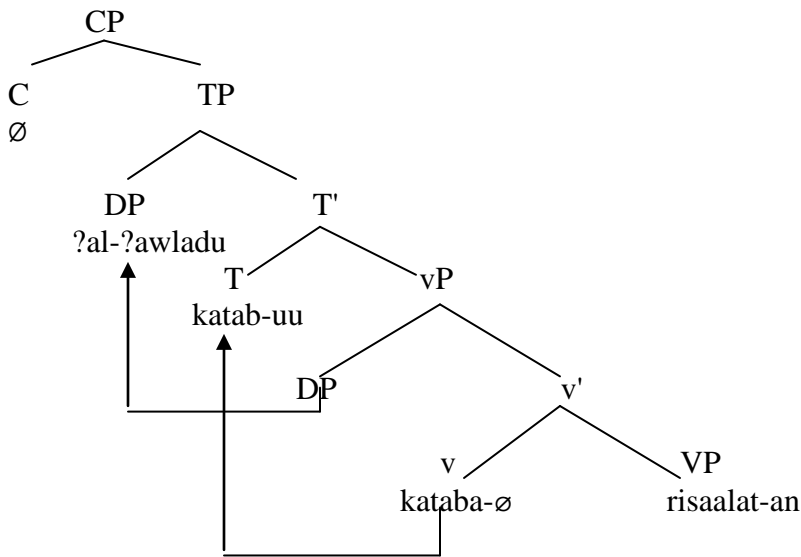 CP
C TP
Ø
DP T'
?al-?awladu
T vP
katab-uu
DP v'
v VP
kataba-ø risaalat-an